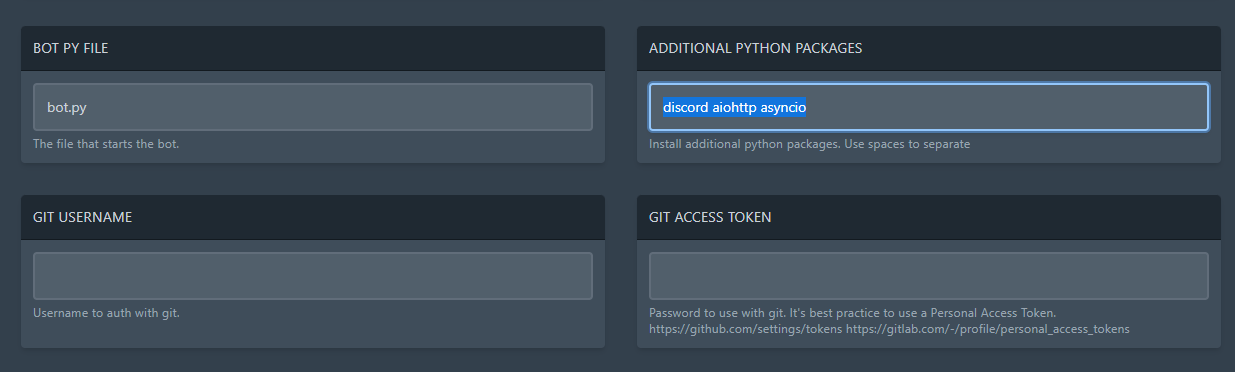 BOT PY FILE
bot.py
The file that starts the bot.
ADDITIONAL PYTHON PACKAGES
discord aiohttp asyncio
Install additional python packages. Use spaces to separate
GIT USERNAME
Username to auth with git.
GIT ACCESS TOKEN
Password to use with git. It's best practice to use a Personal Access Token.
https://github.com/settings/tokens https://gitlab.com/-/profile/personal_access_tokens